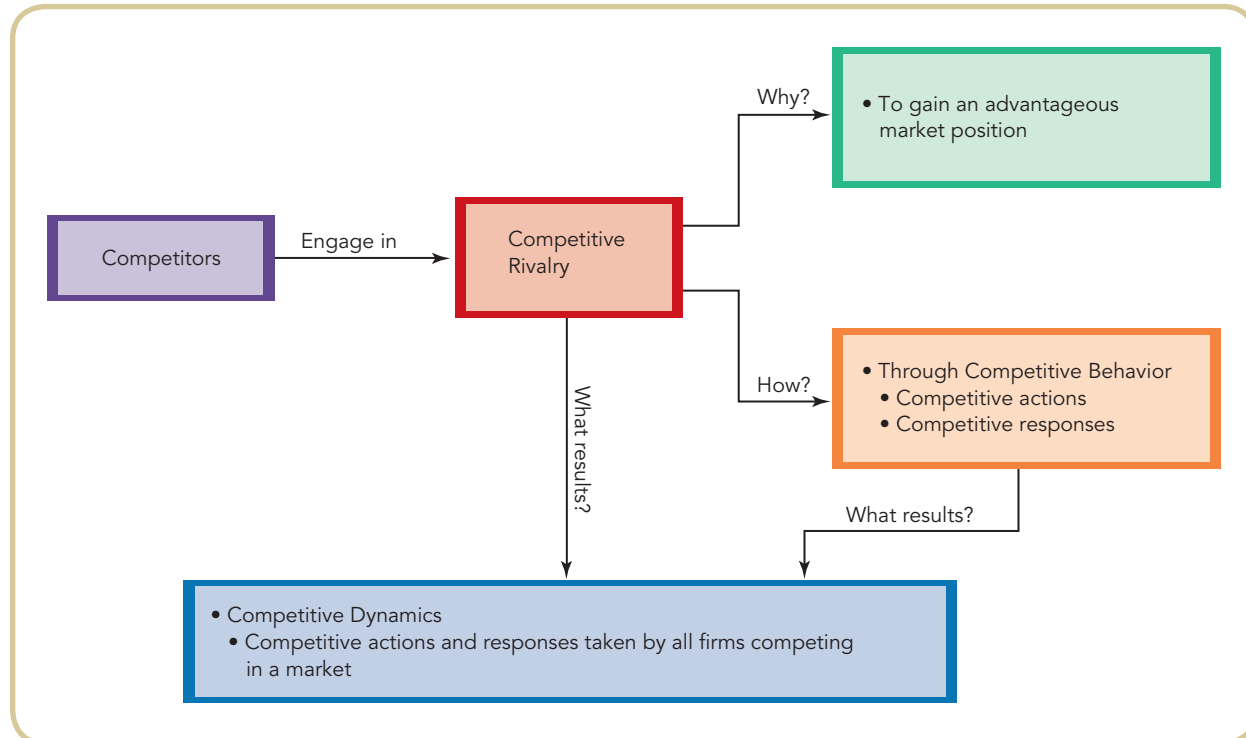 Why?
• To gain an advantageous
market position
Competitors
Engage in
Competitive
Rivalry
How?
• Through Competitive Behavior
• Competitive actions
• Competitive responses
What results?
What results?
• Competitive Dynamics
• Competitive actions and responses taken by all firms competing
in a market